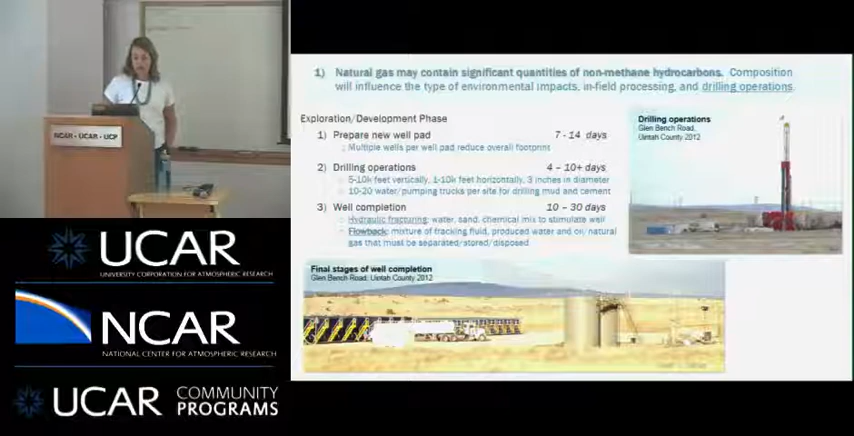 NCAR - UCAR - UCP
UCAR
UNIVERSITY CORPORATION FOR ATMOSPHERIC RESEARCH
NCAR
NATIONAL CENTER FOR ATMOSPHERIC RESEARCH
UCAR COMMUNITY
PROGRAMS
1) Natural gas may contain significant quantities of non-methane hydrocarbons. Composition
will influence the type of environmental impacts, in-field processing, and drilling operations.
Exploration/Development Phase
1) Prepare new well pad 7 - 14 days
Multiple wells per well pad reduce overall footprint
2) Drilling operations 4 – 10+ days
5-10k feet vertically, 1-10k feet horizontally, 3 inches in diameter
10-20 water/pumping trucks per site for drilling mud and cement
3) Well completion 10 – 30 days
Hydraulic fracturing: water, sand, chemical mix to stimulate well
Flowback: mixture of fracking fluid, produced water and oil/natural
gas that must be separated/stored/disposed
Drilling operations
Glen Bench Road,
Uintah County 2012
Final stages of well completion
Glen Bench Road, Uintah County 2012